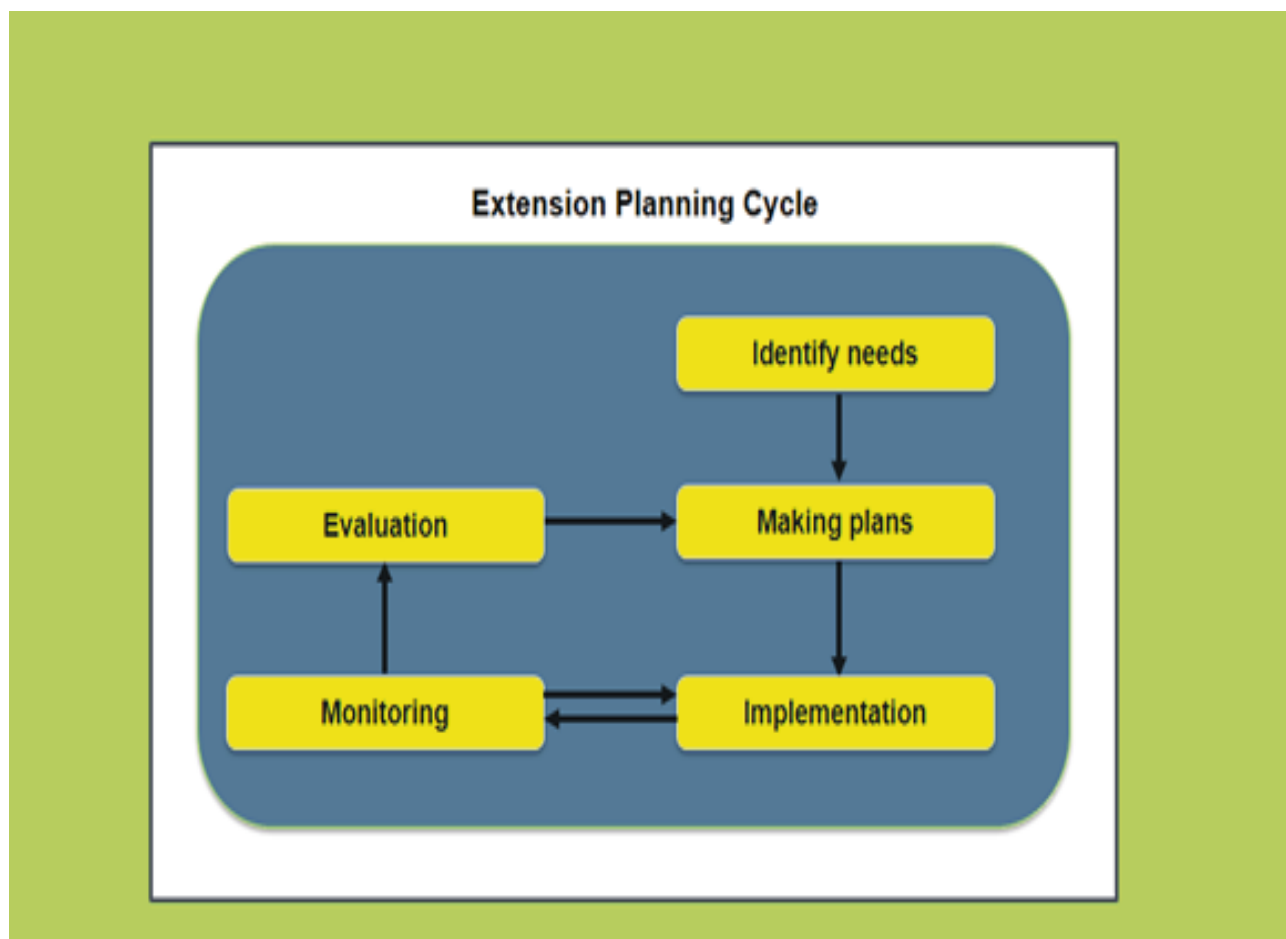 Extension Planning Cycle
Identify needs
Evaluation
Making plans
Monitoring
Implementation